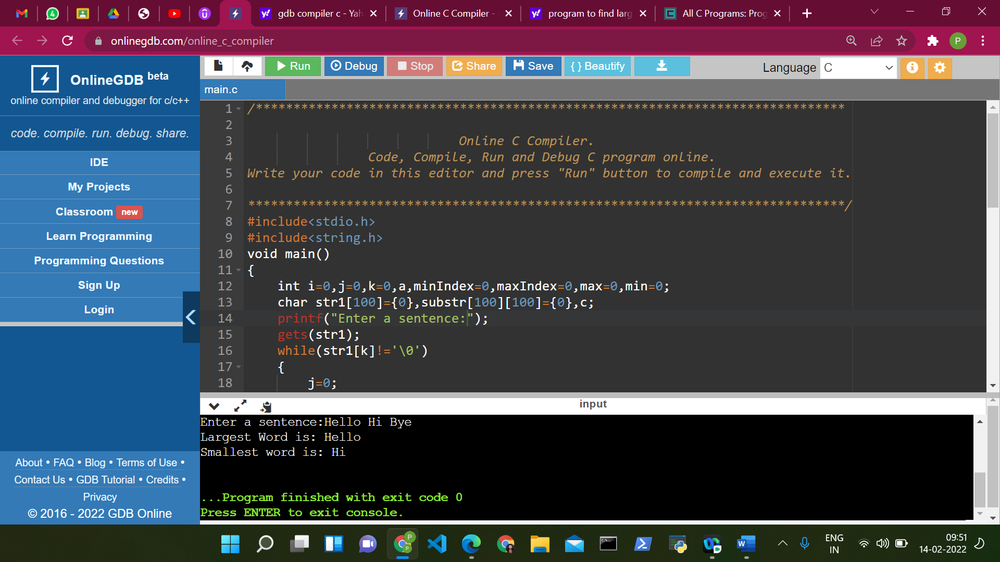 gdb compiler c - Yah
Online C Compiler -
program to find larg
All C Programs: Prog
onlinegdb.com/online_c_compiler
P
OnlineGDB beta
online compiler and debugger for c/c++
code. compile. run. debug. share.
IDE
My Projects
Classroom new
Learn Programming
Programming Questions
Sign Up
Login
About • FAQ • Blog • Terms of Use •
Contact Us • GDB Tutorial • Credits •
Privacy
© 2016 - 2022 GDB Online
Run
Debug
Stop
Share
Save
{ } Beautify
Language C
main.c
1 /******************************************************************************
2
3 Online C Compiler.
4 Code, Compile, Run and Debug C program online.
5 Write your code in this editor and press "Run" button to compile and execute it.
6
7 *******************************************************************************/
8 #include<stdio.h>
9 #include<string.h>
10 void main()
11 {
12 int i=0,j=0,k=0,a,minIndex=0,maxIndex=0,max=0,min=0;
13 char str1[100]={0},substr[100][100]={0},c;
14 printf("Enter a sentence:");
15 gets(str1);
16 while(str1[k]!='\0')
17 {
18 j=0;
input
Enter a sentence:Hello Hi Bye
Largest Word is: Hello
Smallest word is: Hi
...Program finished with exit code 0
Press ENTER to exit console.
ENG
IN
09:51
14-02-2022